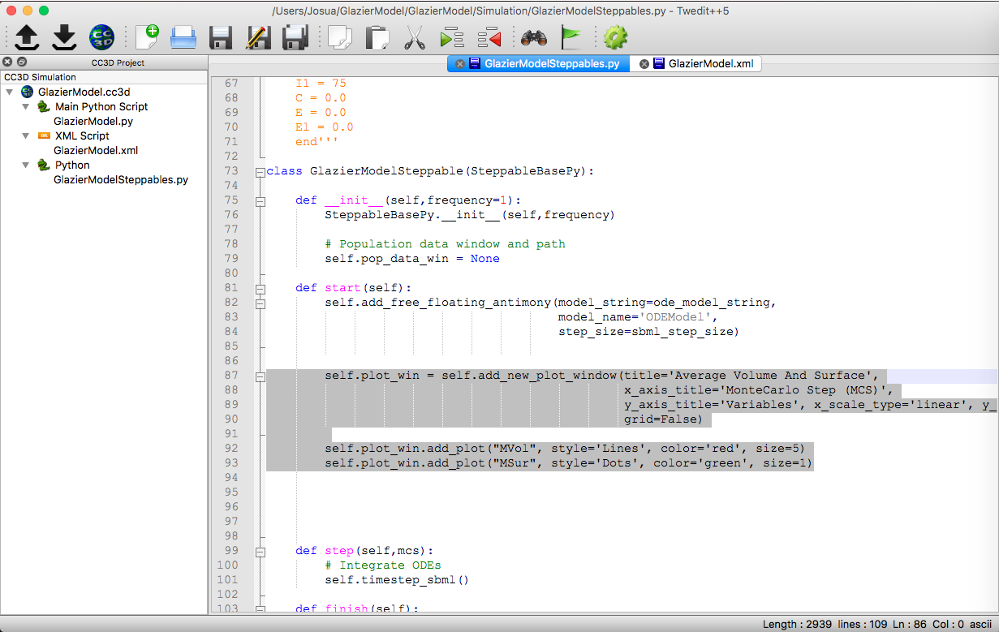 /Users/Josua/GlazierModel/GlazierModel/Simulation/GlazierModelSteppables.py - Twedit++5
CC3D
CC3D Project
GlazierModelSteppables.py
GlazierModel.xml
CC3D Simulation
GlazierModel.cc3d
Main Python Script
GlazierModel.py
XML Script
GlazierModel.xml
Python
GlazierModelSteppables.py
67 I1 = 75
68 C = 0.0
69 E = 0.0
70 El = 0.0
71 end'''
72
73 class GlazierModelSteppable(SteppableBasePy):
74
75 def __init__(self,frequency=1):
76 SteppableBasePy.__init__(self,frequency)
77
78 # Population data window and path
79 self.pop_data_win = None
80
81 def start(self):
82 self.add_free_floating_antimony(model_string=ode_model_string,
83 model_name='ODEModel',
84 step_size=sbml_step_size)
85
86
87 self.plot_win = self.add_new_plot_window(title='Average Volume And Surface',
88 x_axis_title='MonteCarlo Step (MCS)',
89 y_axis_title='Variables', x_scale_type='linear', y_
90 grid=False)
91
92 self.plot_win.add_plot("MVol", style='Lines', color='red', size=5)
93 self.plot_win.add_plot("MSur", style='Dots', color='green', size=1)
94
95
96
97
98
99 def step(self,mcs):
100 # Integrate ODEs
101 self.timestep_sbml()
102
103 def finish(self):
Length : 2939 lines : 109 Ln : 86 Col : 0 ascii